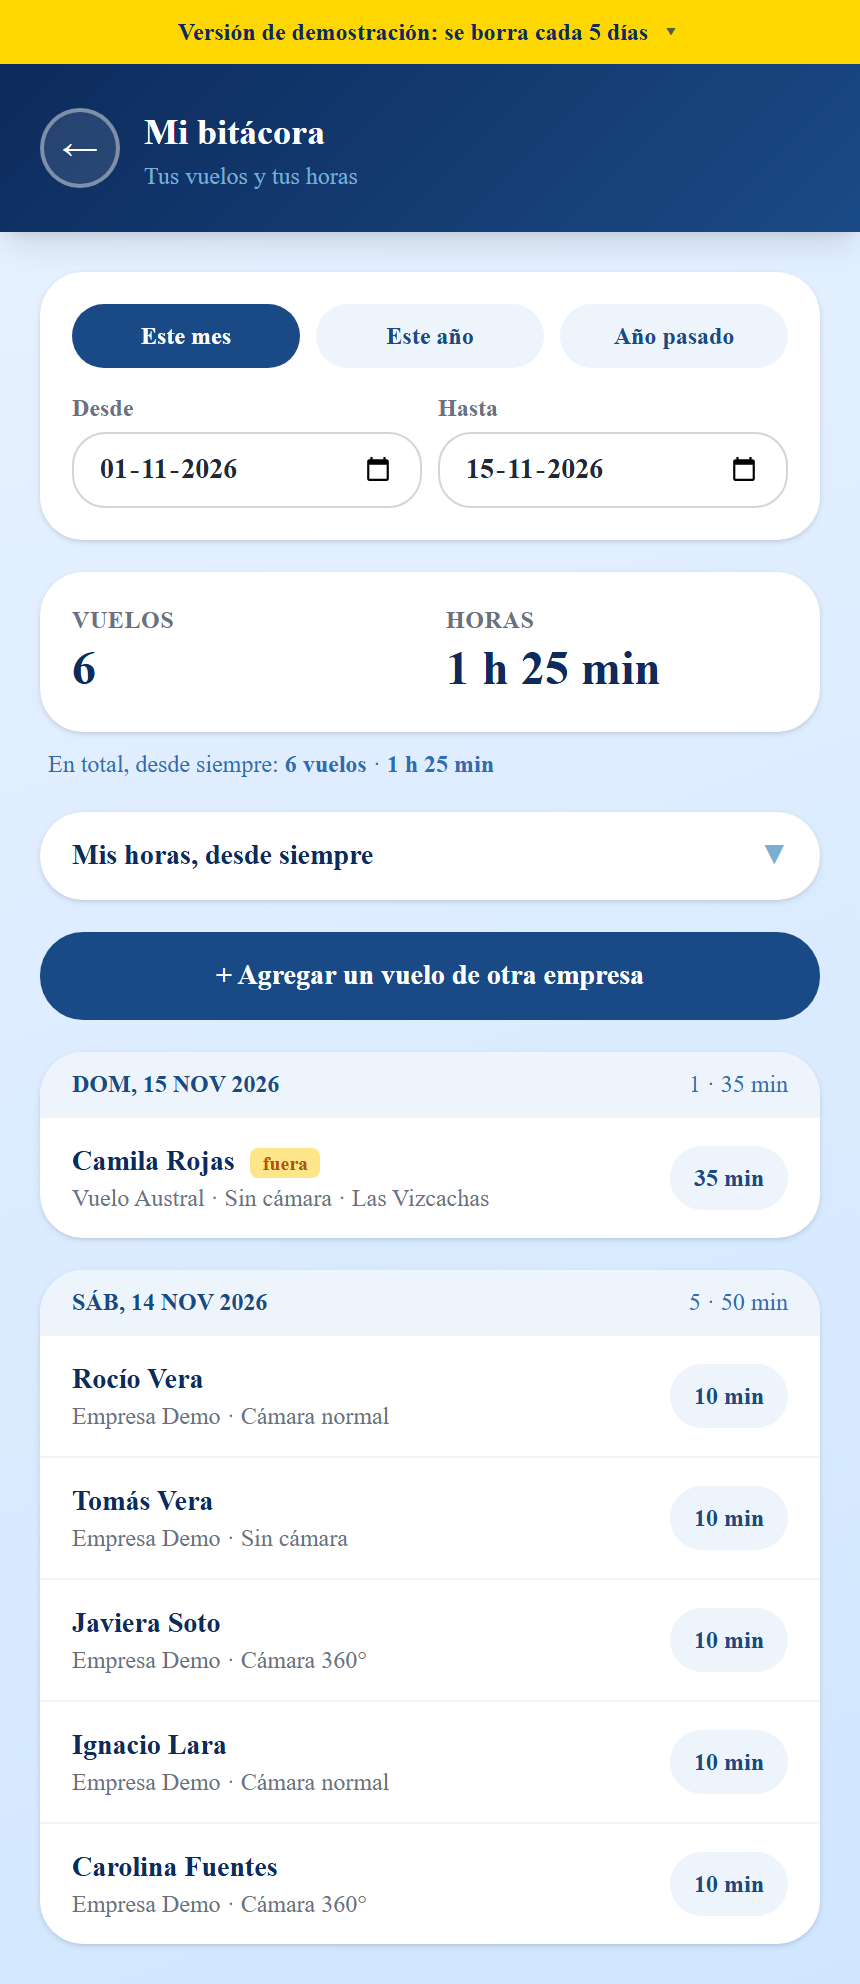 Versión de demostración: se borra cada 5 días ▼
←
Mi bitácora
Tus vuelos y tus horas
Este mes
Este año
Año pasado
Desde
Hasta
01-11-2026
15-11-2026
VUELOS
HORAS
6
1 h 25 min
En total, desde siempre: 6 vuelos · 1 h 25 min
Mis horas, desde siempre ▼
+ Agregar un vuelo de otra empresa
DOM, 15 NOV 2026
1 · 35 min
Camila Rojas fuera
Vuelo Austral · Sin cámara · Las Vizcachas
35 min
SÁB, 14 NOV 2026
5 · 50 min
Rocío Vera
Empresa Demo · Cámara normal
10 min
Tomás Vera
Empresa Demo · Sin cámara
10 min
Javiera Soto
Empresa Demo · Cámara 360°
10 min
Ignacio Lara
Empresa Demo · Cámara normal
10 min
Carolina Fuentes
Empresa Demo · Cámara 360°
10 min